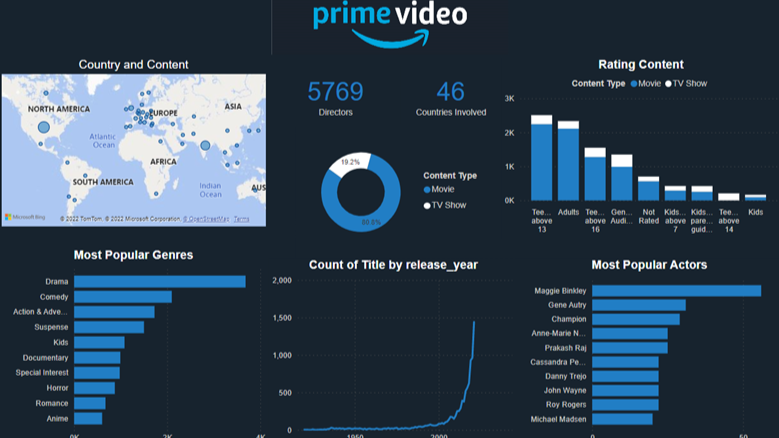 prime video
Country and Content
NORTH AMERICA
EUROPE
ASIA
Atlantic
Ocean
AFRICA
SOUTH AMERICA
Indian
Ocean
AUS
Microsoft Bing
© 2022 TomTom, © 2022 Microsoft Corporation, © OpenStreetMap Terms
5769
Directors
46
Countries Involved
19.2%
80.8%
Content Type
Movie
TV Show
Rating Content
Content Type Movie TV Show
3K
2K
1K
0K
Tee... above 13
Adults
Tee... above 16
Gen... Audi...
Not Rated
Kids... above 7
Kids... pare... guid...
Tee... above 14
Kids
Most Popular Genres
Drama
Comedy
Action & Adve...
Suspense
Kids
Documentary
Special Interest
Horror
Romance
Anime
0K 2K 4K
Count of Title by release_year
2,000
1,500
1,000
500
0
1950 2000
Most Popular Actors
Maggie Binkley
Gene Autry
Champion
Anne-Marie N...
Prakash Raj
Cassandra Pe...
Danny Trejo
John Wayne
Roy Rogers
Michael Madsen
0 50